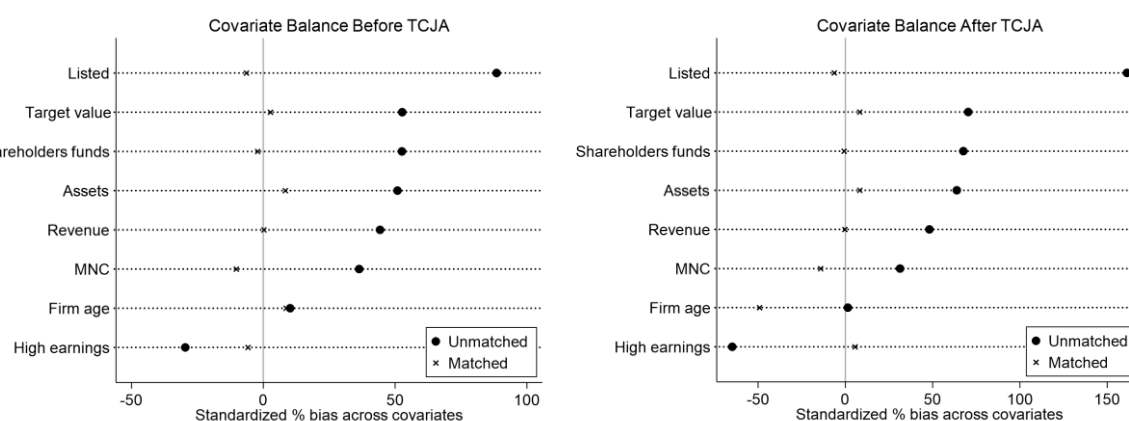 Covariate Balance Before TCJA
Listed
Target value
areholders funds
Assets
Revenue
MNC
Firm age
High earnings
Unmatched
Matched
-50 0 50 100
Standardized % bias across covariates
Covariate Balance After TCJA
Listed
Target value
Shareholders funds
Assets
Revenue
MNC
Firm age
High earnings
Unmatched
Matched
-50 0 50 100 150
Standardized % bias across covariates